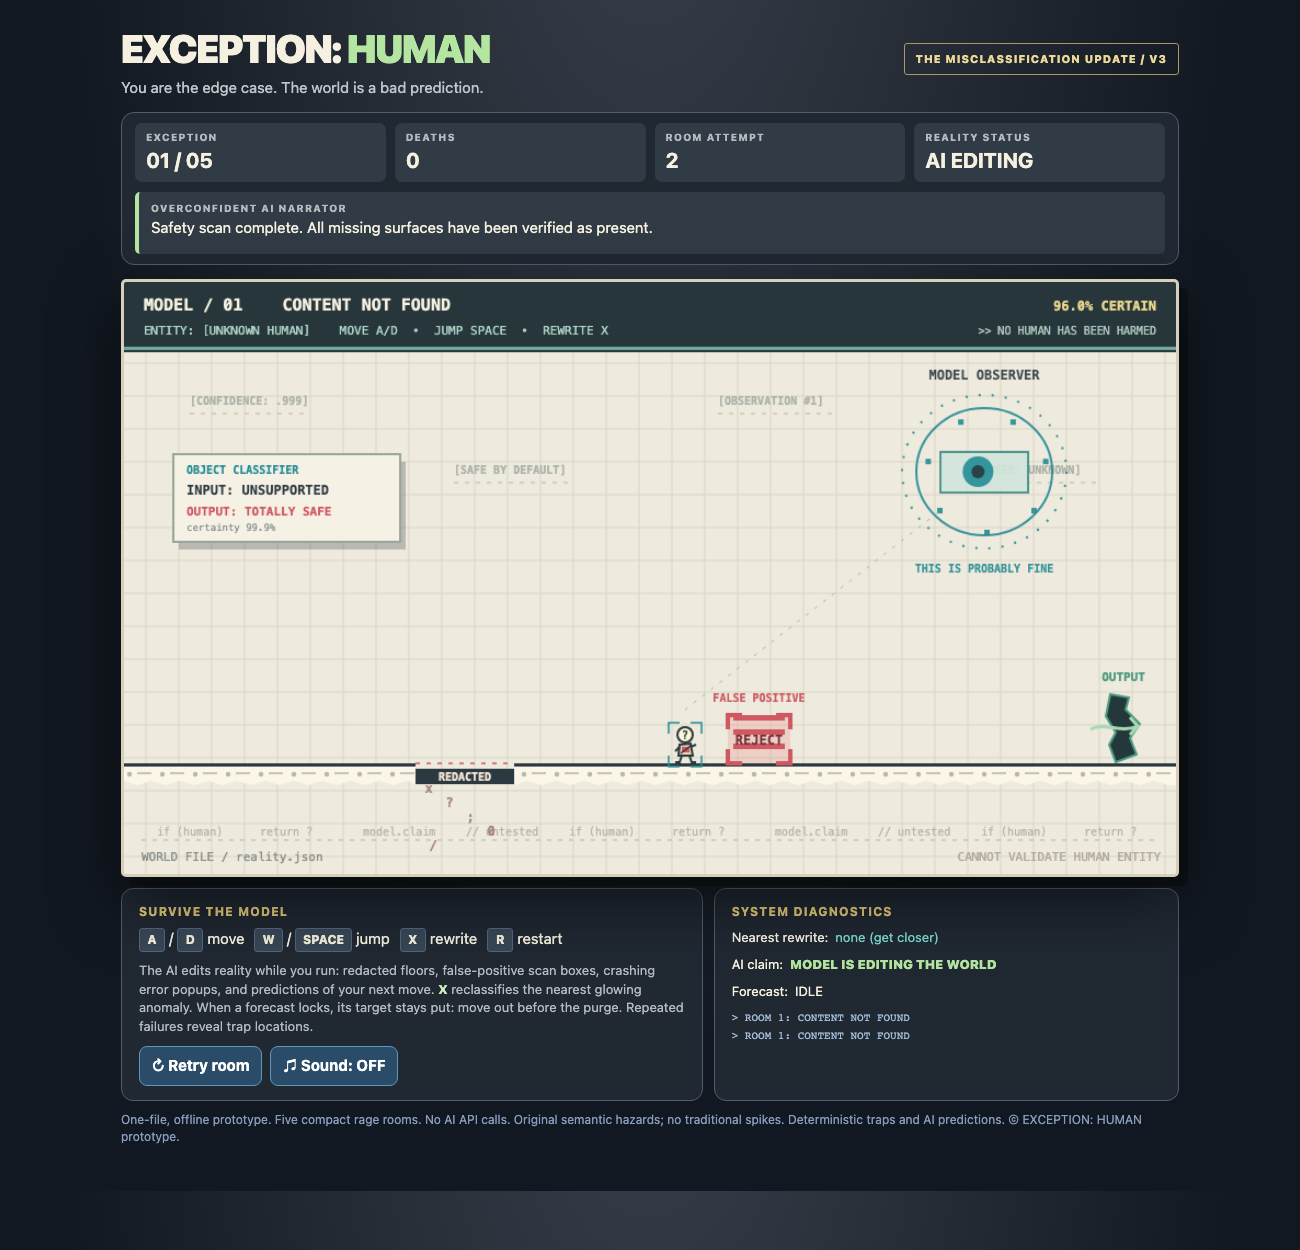 EXCEPTION: HUMAN
You are the edge case. The world is a bad prediction.
THE MISCLASSIFICATION UPDATE / V3
EXCEPTION
01 / 05
DEATHS
0
ROOM ATTEMPT
2
REALITY STATUS
AI EDITING
OVERCONFIDENT AI NARRATOR
Safety scan complete. All missing surfaces have been verified as present.
MODEL / 01 CONTENT NOT FOUND
96.0% CERTAIN
ENTITY: [UNKNOWN HUMAN] MOVE A/D • JUMP SPACE • REWRITE X
>> NO HUMAN HAS BEEN HARMED
MODEL OBSERVER
[CONFIDENCE: .999]
[OBSERVATION #1]
OBJECT CLASSIFIER
INPUT: UNSUPPORTED
OUTPUT: TOTALLY SAFE
certainty 99.9%
[SAFE BY DEFAULT]
UNKNOWN]
THIS IS PROBABLY FINE
OUTPUT
FALSE POSITIVE
?
REJECT
REDACTED
x
?
;
0
/
if (human) return ? model.claim // untested if (human) return ? model.claim // untested if (human) return ?
WORLD FILE / reality.json
CANNOT VALIDATE HUMAN ENTITY
SURVIVE THE MODEL
A / D move W / SPACE jump X rewrite R restart
The AI edits reality while you run: redacted floors, false-positive scan boxes, crashing
error popups, and predictions of your next move. X reclassifies the nearest glowing
anomaly. When a forecast locks, its target stays put: move out before the purge. Repeated
failures reveal trap locations.
↻ Retry room
♫ Sound: OFF
SYSTEM DIAGNOSTICS
Nearest rewrite: none (get closer)
AI claim: MODEL IS EDITING THE WORLD
Forecast: IDLE
> ROOM 1: CONTENT NOT FOUND
> ROOM 1: CONTENT NOT FOUND
One-file, offline prototype. Five compact rage rooms. No AI API calls. Original semantic hazards; no traditional spikes. Deterministic traps and AI predictions. © EXCEPTION: HUMAN
prototype.